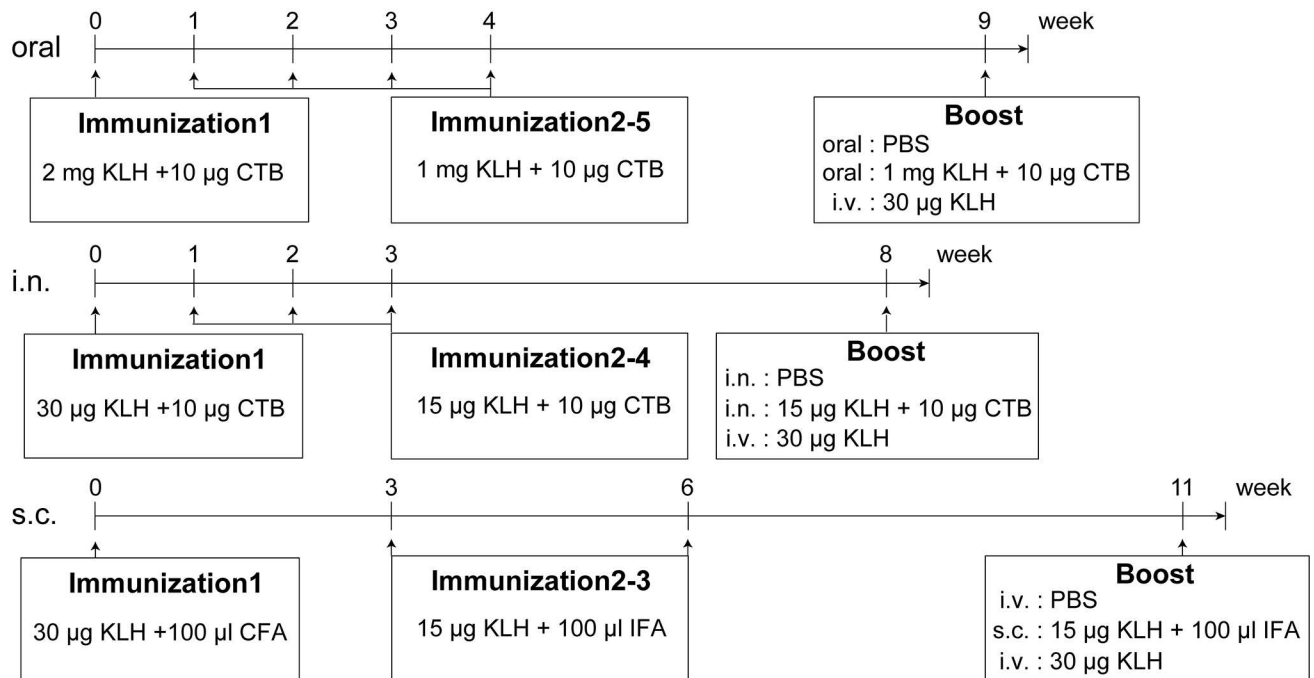 0 1 2 3 4 9 week
oral
Immunization1
2 mg KLH +10 µg CTB
Immunization2-5
1 mg KLH + 10 µg CTB
Boost
oral : PBS
oral : 1 mg KLH + 10 µg CTB
i.v. : 30 µg KLH
0 1 2 3 8 week
i.n.
Immunization1
30 µg KLH +10 µg CTB
Immunization2-4
15 µg KLH + 10 µg CTB
Boost
i.n. : PBS
i.n. : 15 µg KLH + 10 µg CTB
i.v. : 30 µg KLH
0 3 6 11 week
s.c.
Immunization1
30 µg KLH +100 µl CFA
Immunization2-3
15 µg KLH + 100 µl IFA
Boost
i.v. : PBS
s.c. : 15 µg KLH + 100 µl IFA
i.v. : 30 µg KLH